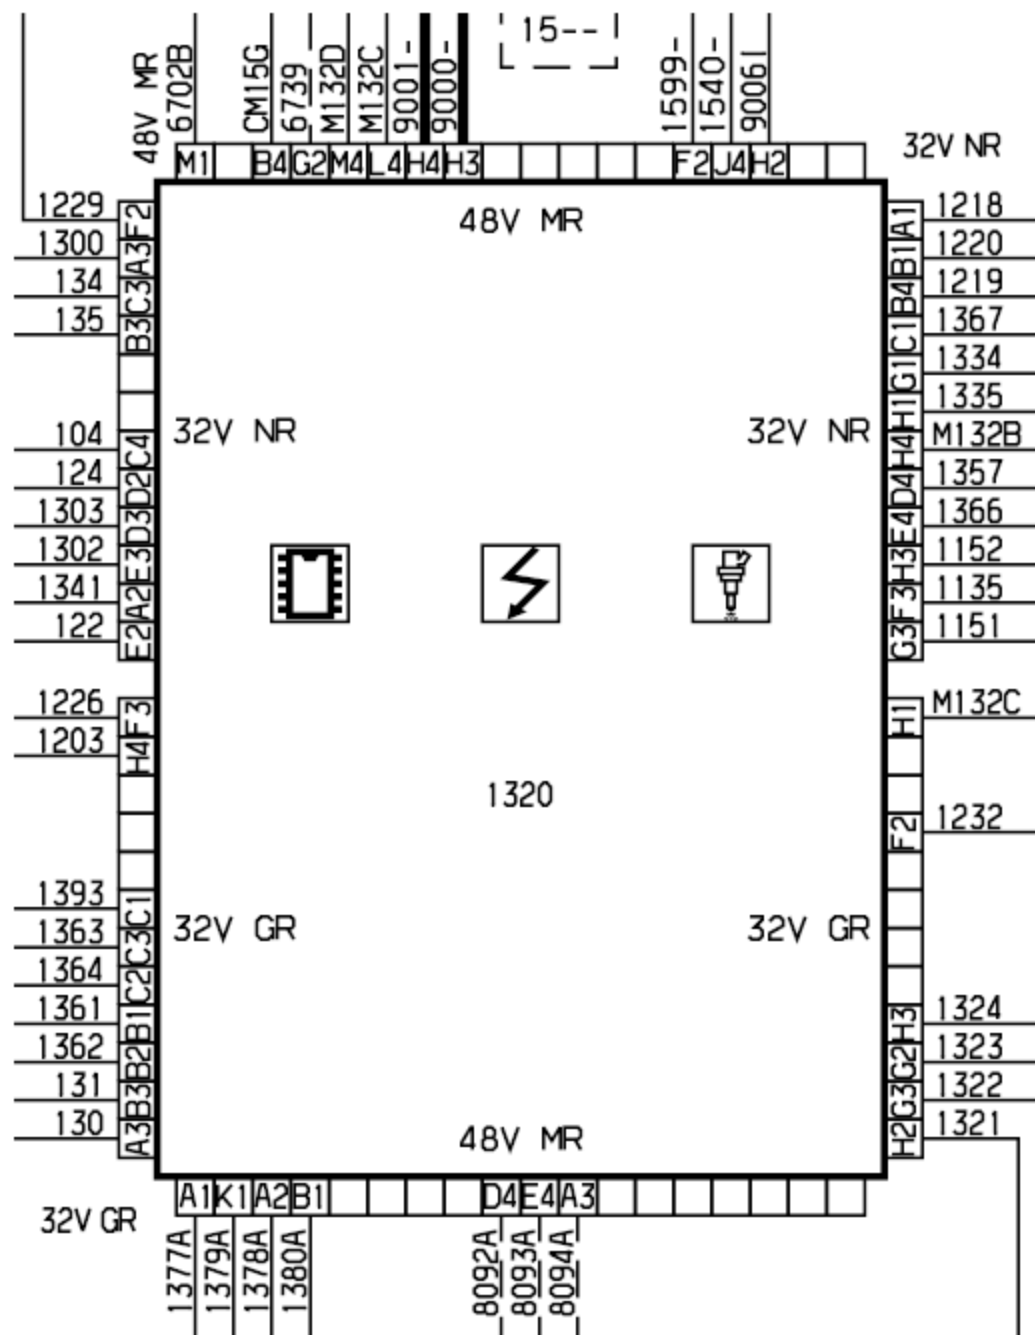 15--
48V MR
6702B
CM15G
6739
M132D
M132C
9001-
9000-
1599-
1540-
9006I
32V NR
M1 B4 G2 M4 L4 H4 H3 F2 J4 H2
48V MR
1229 F2 A1 1218
1300 A3 B1 1220
134 C3 B4 1219
135 B3 C1 1367
G1 1334
H1 1335
32V NR 32V NR
104 C4 H4 M132B
124 D2 D4 1357
1303 D3 E4 1366
1302 E3 H3 1152
1341 A2 F3 1135
122 E2 G3 1151
1226 F3 H1 M132C
1203 H4
1320
F2 1232
1393 C1
32V GR 32V GR
1363 C3
1364 C2
1361 B1 H3 1324
1362 B2 G2 1323
131 B3 G3 1322
130 A3 H2 1321
48V MR
A1 K1 A2 B1 D4 E4 A3
32V GR
1377A
1379A
1378A
1380A
8092A
8093A
8094A